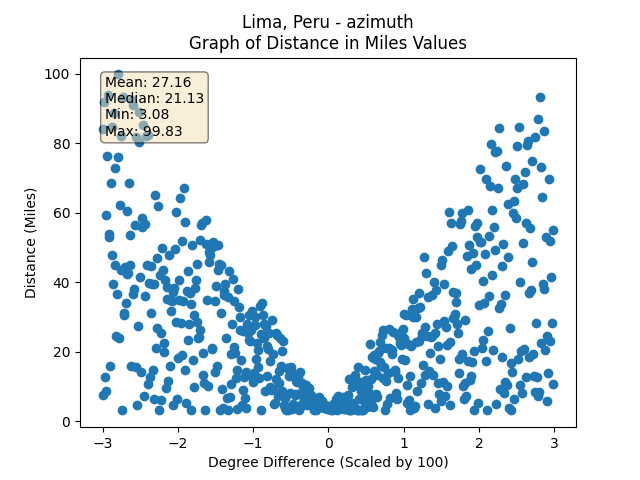 Lima, Peru - azimuth
Graph of Distance in Miles Values
Mean: 27.16
Median: 21.13
Min: 3.08
Max: 99.83
100
80
60
40
20
0
Distance (Miles)
−3 −2 −1 0 1 2 3
Degree Difference (Scaled by 100)